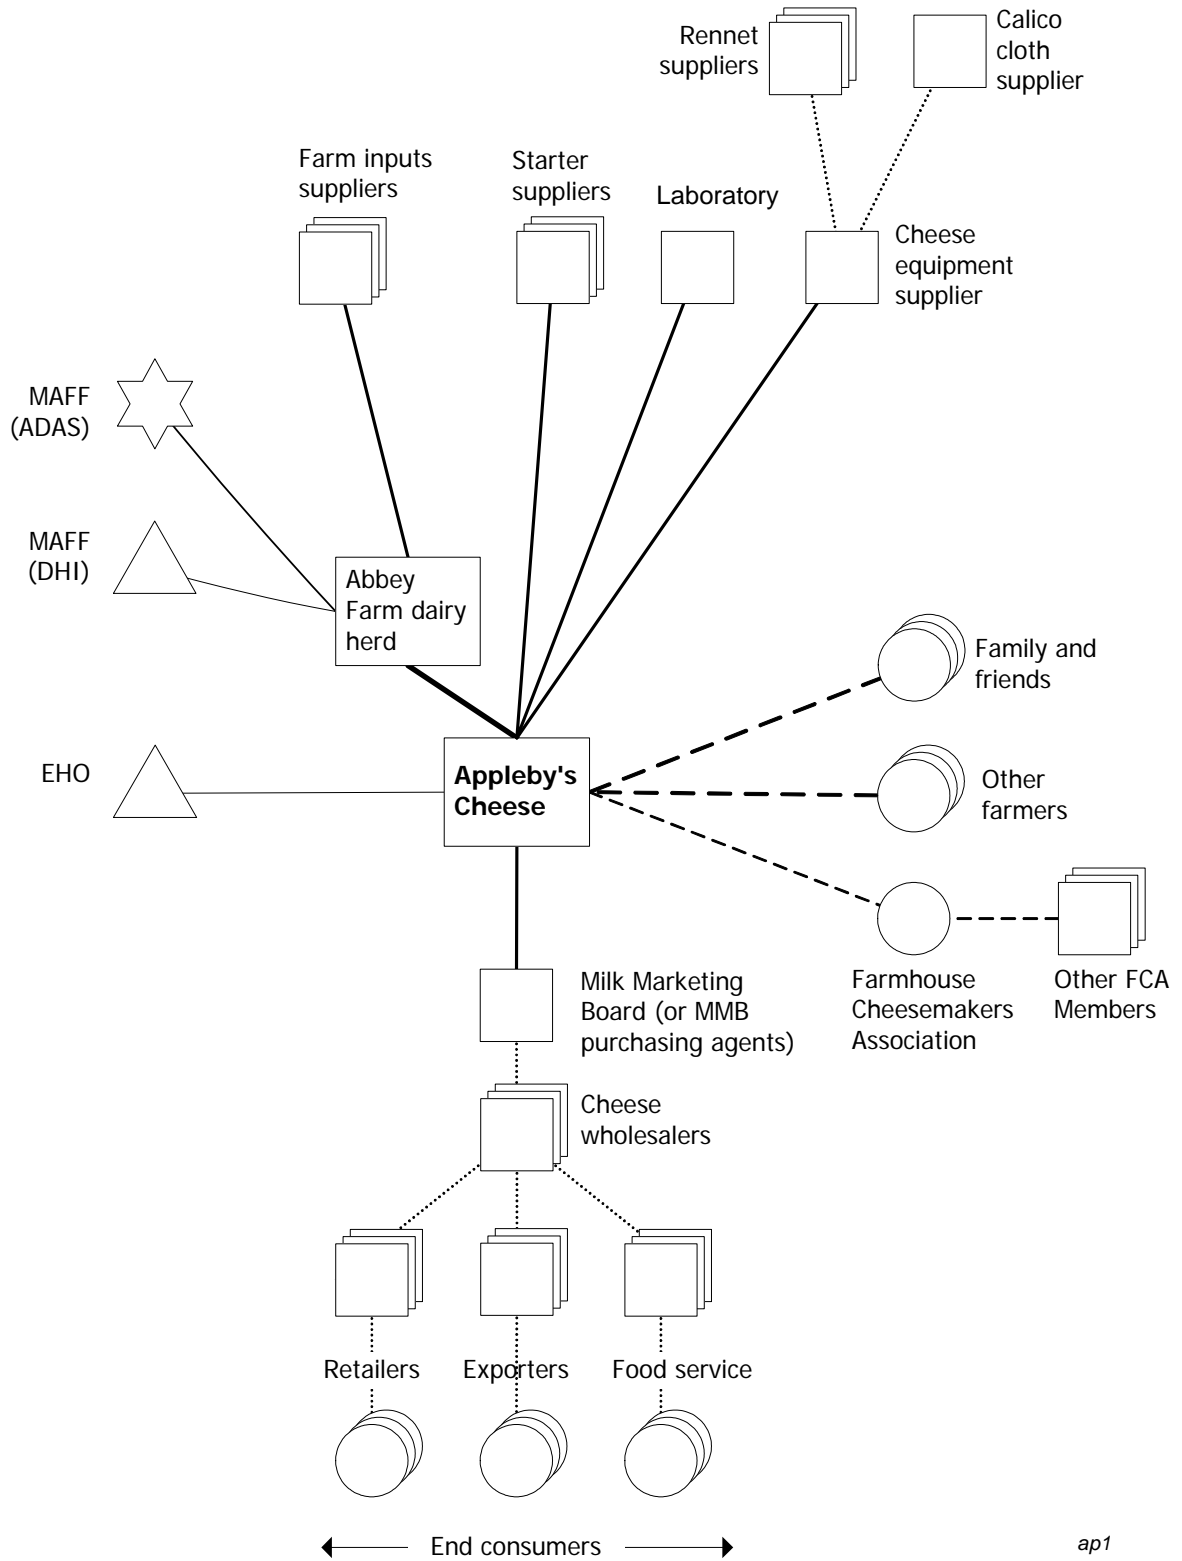 Rennet
suppliers
Calico
cloth
supplier
Farm inputs
suppliers
Starter
suppliers
Laboratory
Cheese
equipment
supplier
MAFF
(ADAS)
MAFF
(DHI)
Abbey
Farm dairy
herd
Family and
friends
EHO
Appleby's
Cheese
Other
farmers
Milk Marketing
Board (or MMB
purchasing agents)
Farmhouse
Cheesemakers
Association
Other FCA
Members
Cheese
wholesalers
Retailers
Exporters
Food service
End consumers
ap1